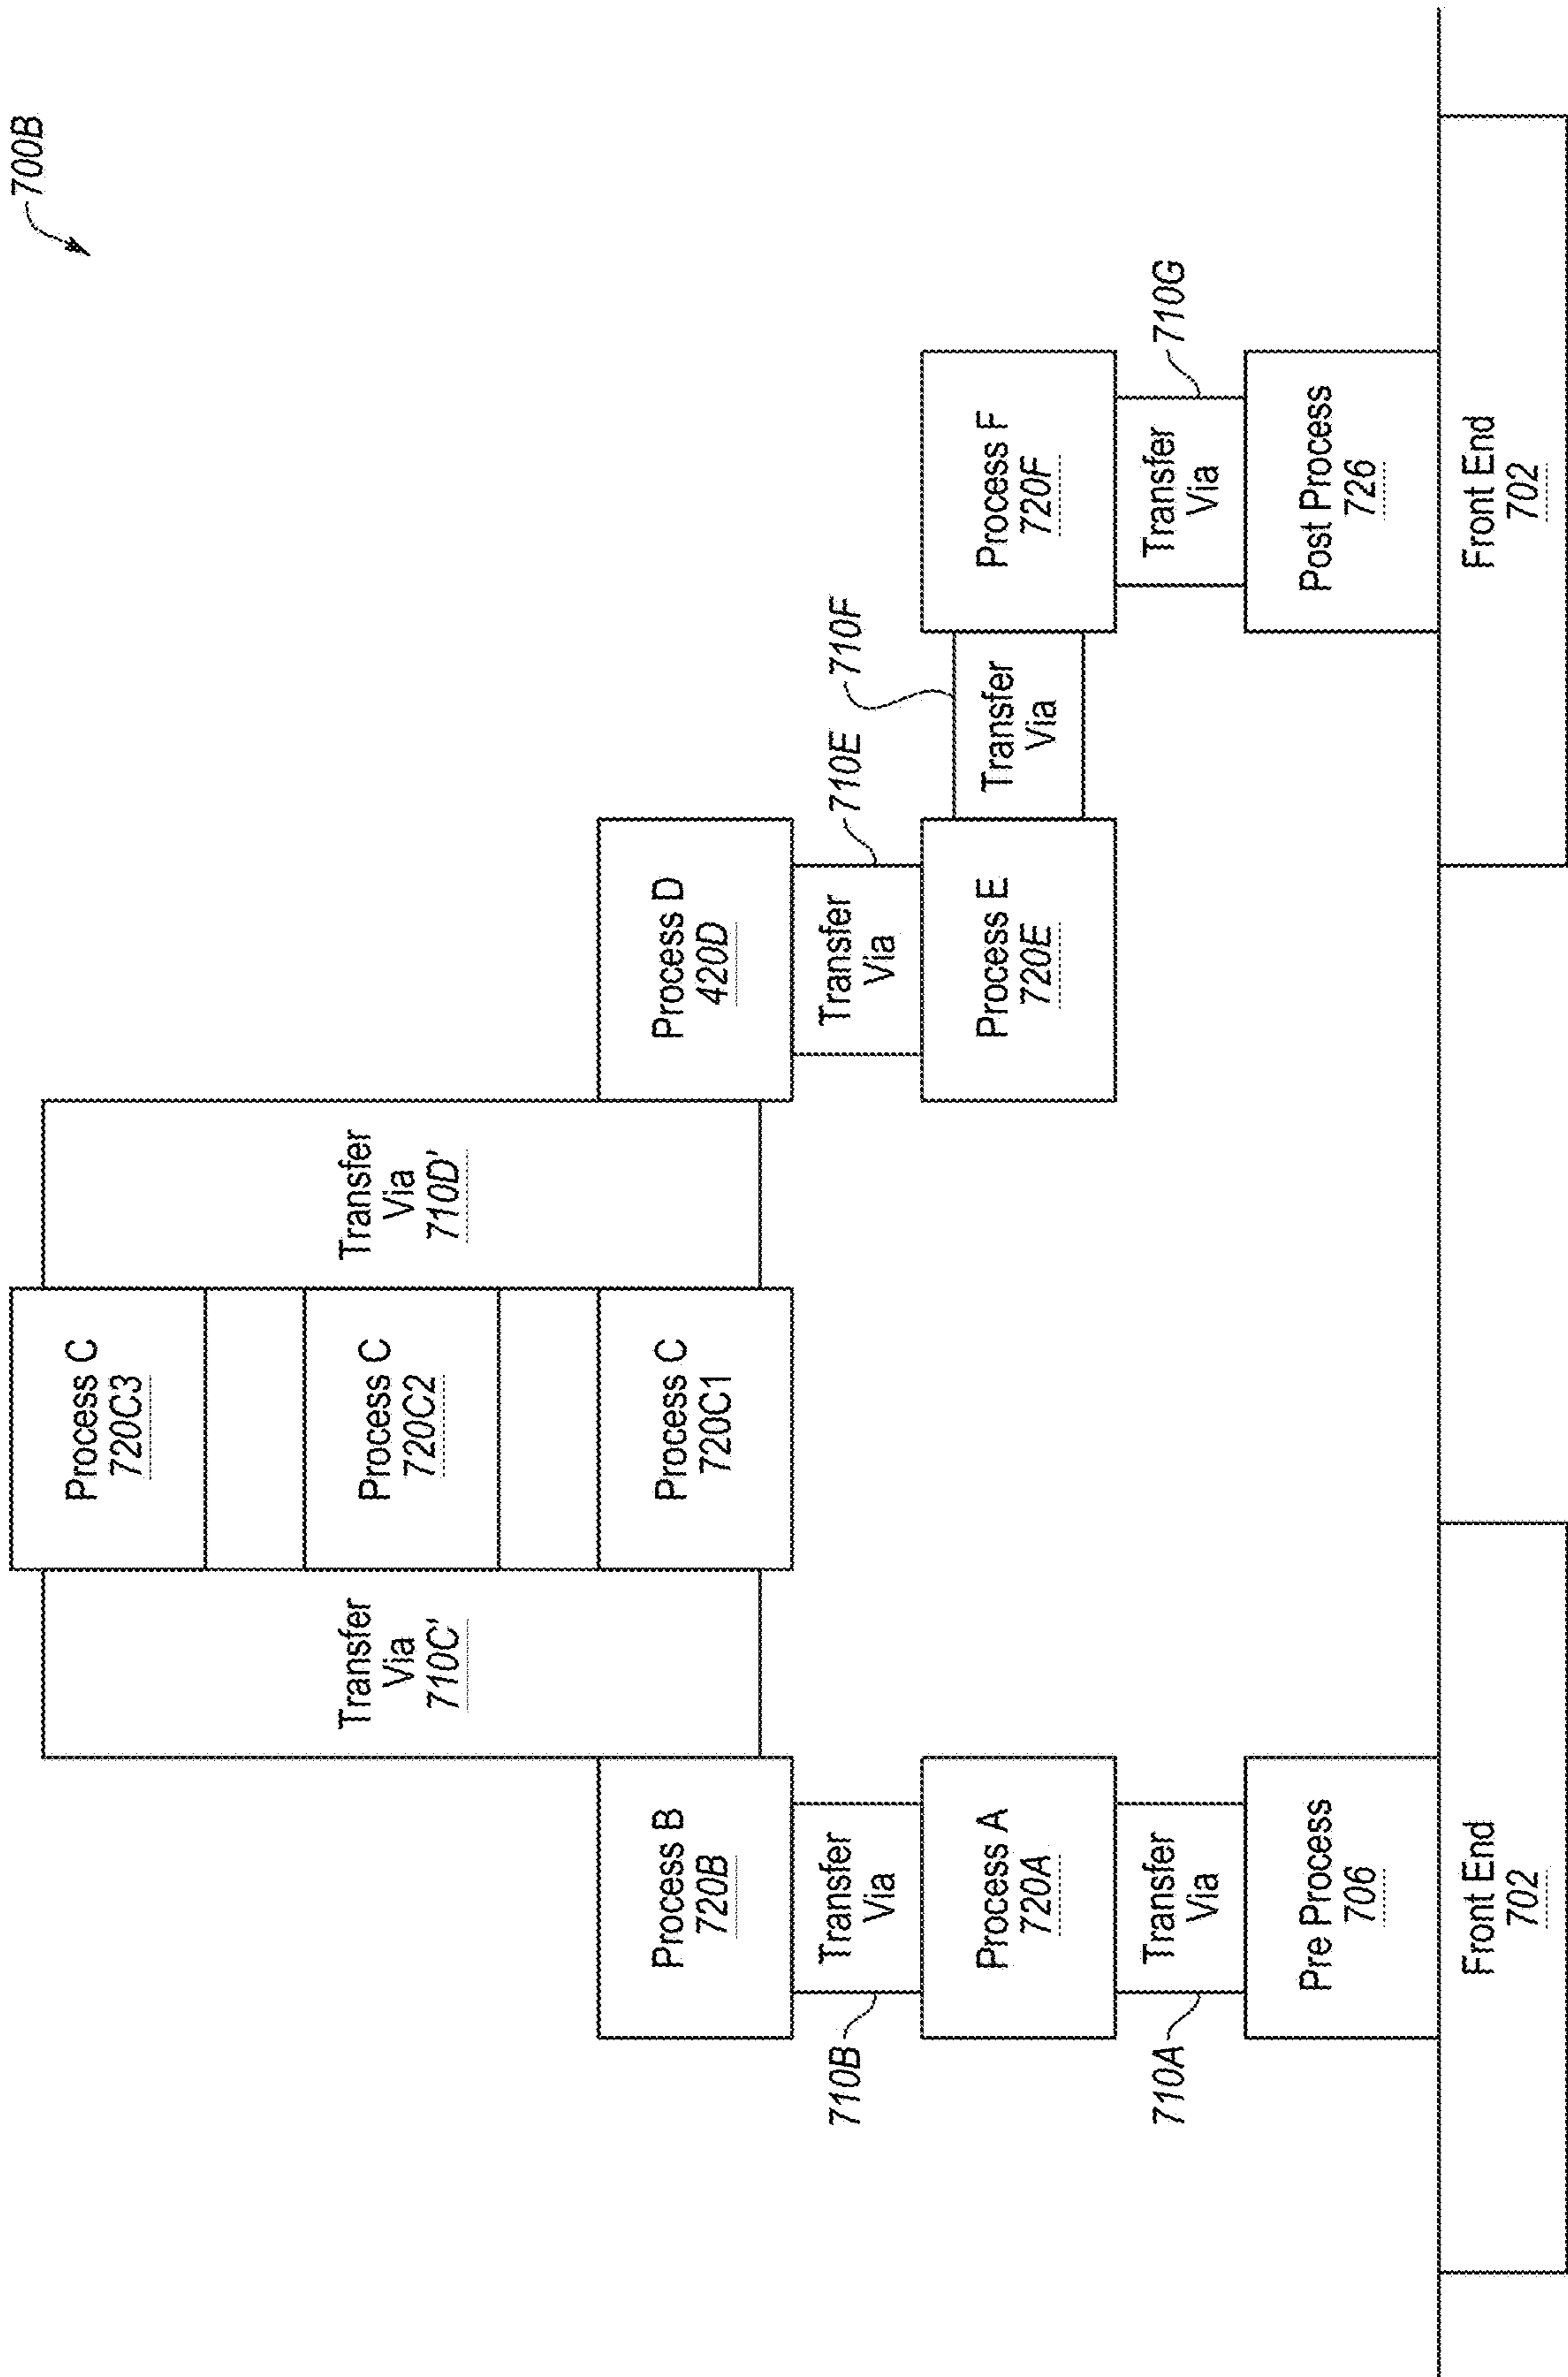 700B
Process C
720C3
Transfer
Via
710C'
Process C
720C2
Transfer
Via
710D'
Process B
720B
Process C
720C1
Process D
420D
710B
Transfer
Via
Transfer
Via
710E
710F
Process A
720A
Process E
720E
Transfer
Via
Process F
720F
710A
Transfer
Via
Transfer
Via
710G
Pre Process
706
Post Process
726
Front End
702
Front End
702